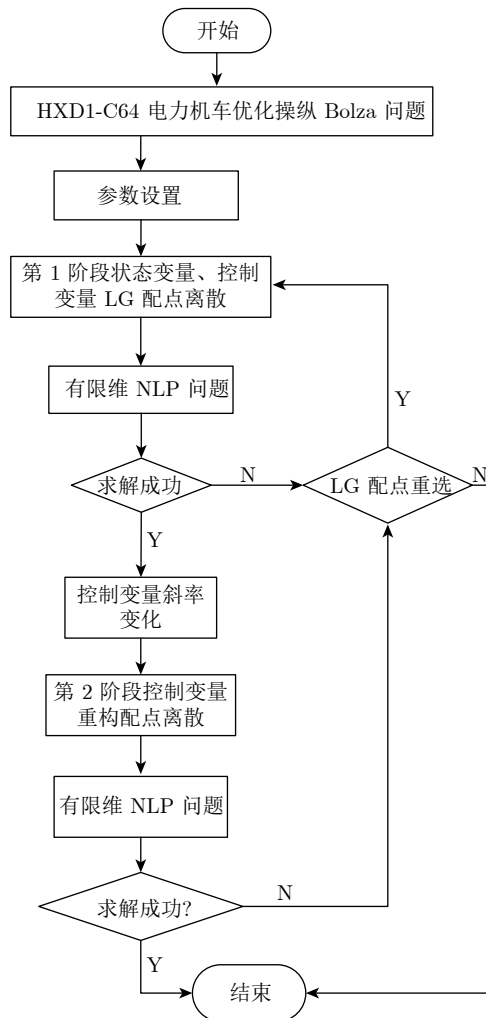 开始
HXD1-C64 电力机车优化操纵 Bolza 问题
参数设置
第 1 阶段状态变量、控制
变量 LG 配点离散
有限维 NLP 问题
Y
求解成功
N
LG 配点重选
N
Y
控制变量斜率
变化
第 2 阶段控制变量
重构配点离散
有限维 NLP 问题
求解成功?
N
Y
结束